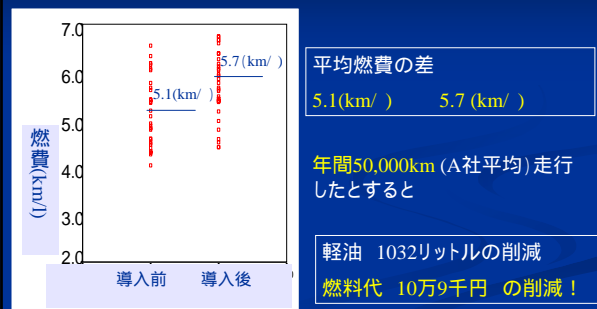 7.0
6.0
5.0
4.0
3.0
2.0
燃費(km/l)
5.7(km/ )
5.1(km/ )
導入前 導入後
平均燃費の差
5.1(km/ ) 5.7 (km/ )
年間50,000km (A社平均) 走行
したとすると
軽油 1032リットルの削減
燃料代 10万9千円 の削減！